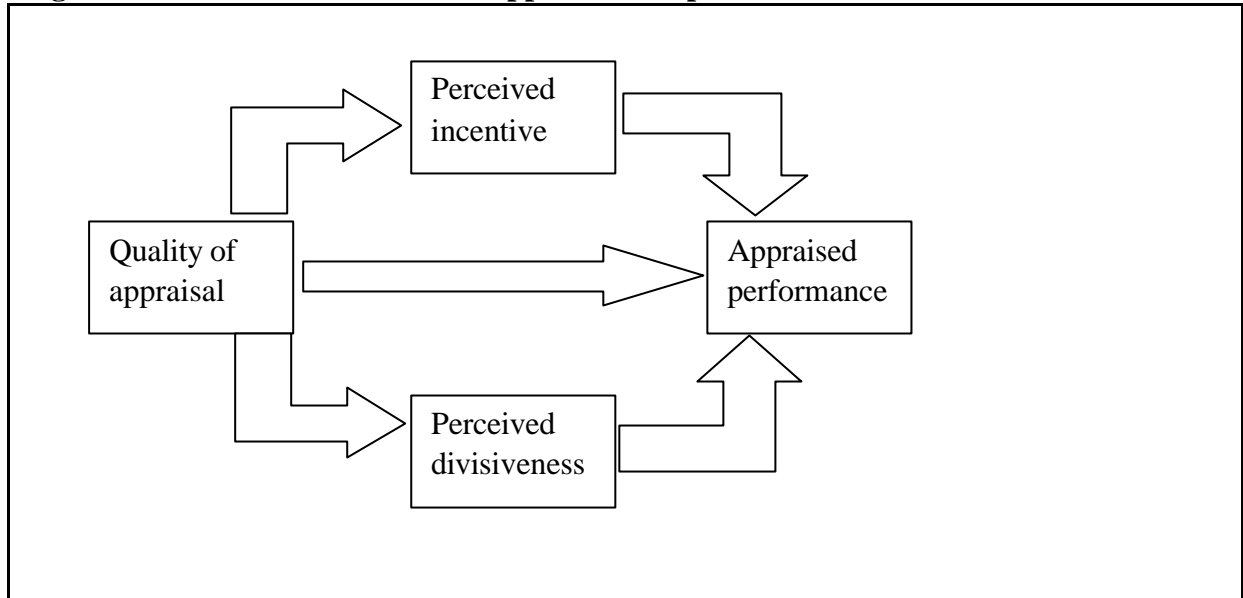 Perceived
incentive
Quality of
appraisal
Appraised
performance
Perceived
divisiveness